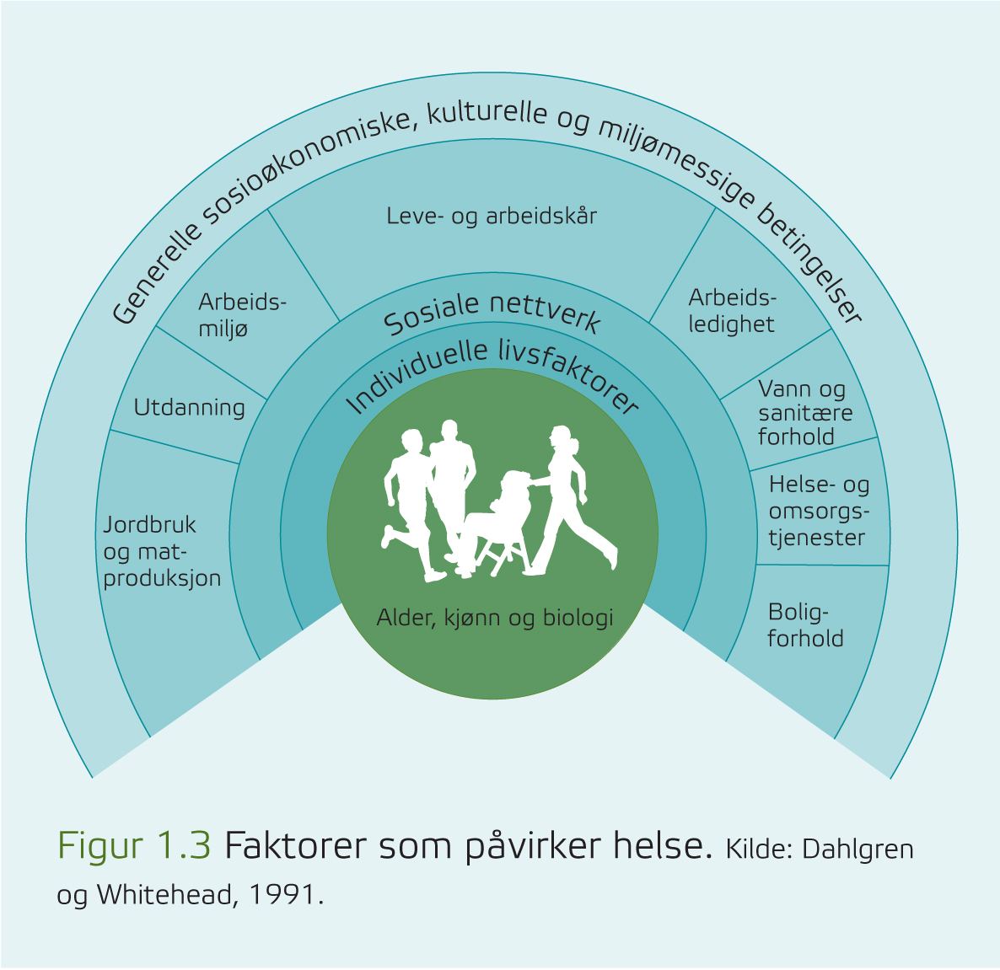 Generelle sosioøkonomiske, kulturelle og miljømessige betingelser
Leve- og arbeidskår
Arbeids-
miljø
Utdanning
Jordbruk
og mat-
produksjon
Arbeids-
ledighet
Vann og
sanitære
forhold
Helse- og
omsorgs-
tjenester
Bolig-
forhold
Sosiale nettverk
Individuelle livsfaktorer
Alder, kjønn og biologi
Figur 1.3 Faktorer som påvirker helse. Kilde: Dahlgren
og Whitehead, 1991.